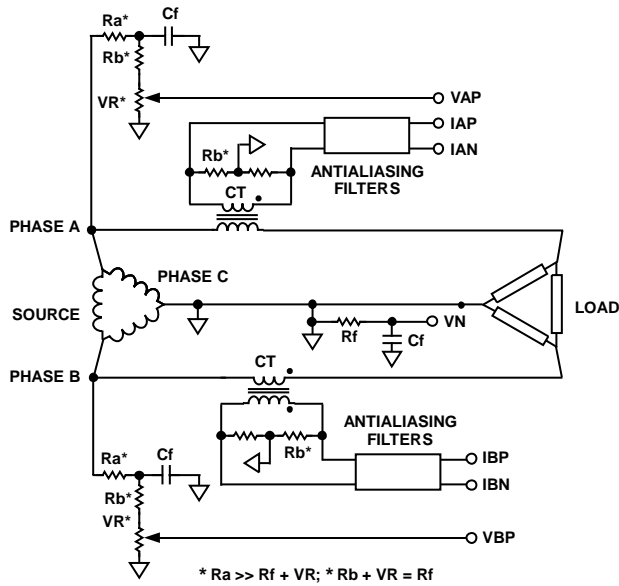 Ra*
Cf
Rb*
VR*
VAP
IAP
IAN
Rb*
ANTIALIASING
FILTERS
CT
PHASE A
PHASE C
SOURCE
LOAD
VN
Rf
Cf
PHASE B
CT
ANTIALIASING
FILTERS
Rb*
IBP
IBN
Ra*
Cf
Rb*
VR*
VBP
* Ra >> Rf + VR; * Rb + VR = Rf